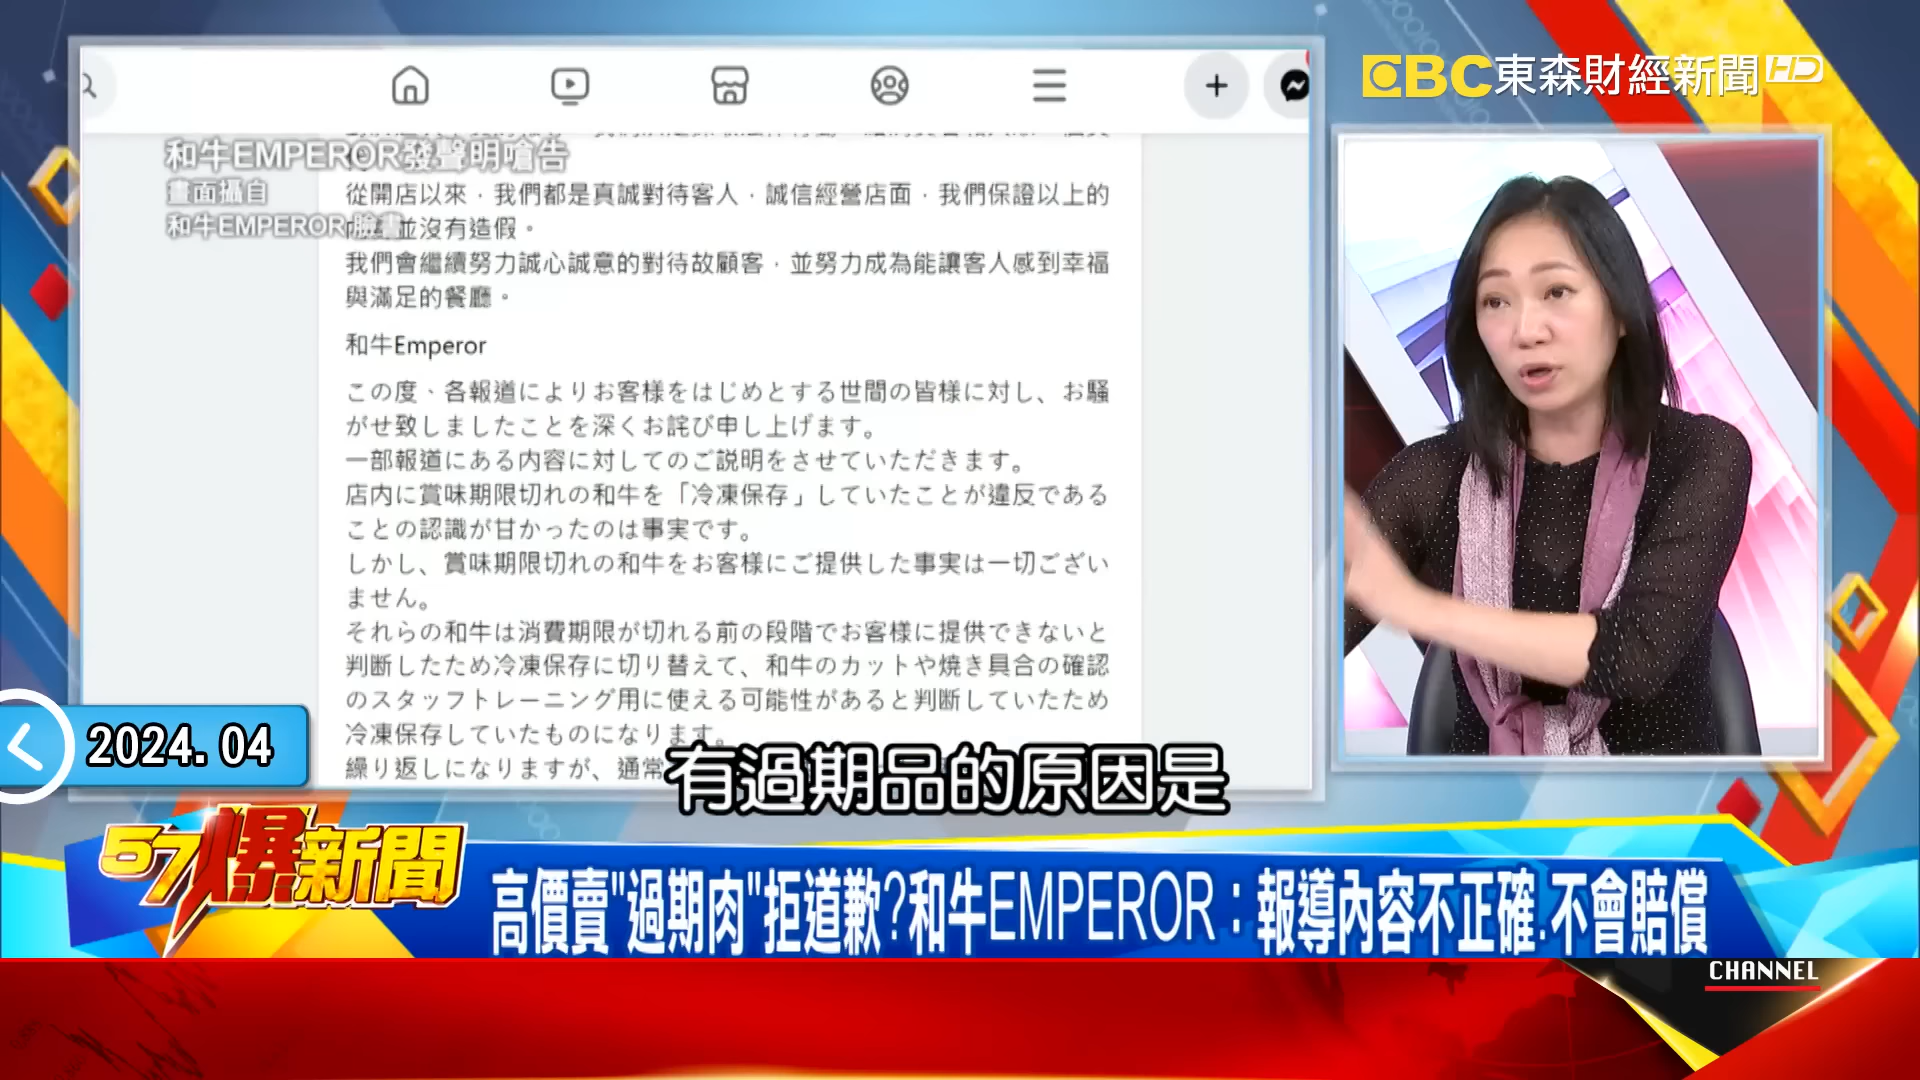 EBC東森財經新聞HD
和牛EMPEROR發聲明嗆告
畫面攝自
和牛EMPEROR臉書
從開店以來，我們都是真誠對待客人，誠信經營店面，我們保證以上的
並沒有造假。
我們會繼續努力誠心誠意的對待故顧客，並努力成為能讓客人感到幸福
與滿足的餐廳。
和牛Emperor
この度、各報道によりお客様をはじめとする世間の皆様に対し、お騒
がせ致しましたことを深くお詫び申し上げます。
一部報道にある内容に対してのご説明をさせていただきます。
店内に賞味期限切れの和牛を「冷凍保存」していたことが違反である
ことの認識が甘かったのは事実です。
しかし、賞味期限切れの和牛をお客様にご提供した事実は一切ござい
ません。
それらの和牛は消費期限が切れる前の段階でお客様に提供できないと
判断したため冷凍保存に切り替えて、和牛のカットや焼き具合の確認
のスタッフトレーニング用に使える可能性があると判断していたため
冷凍保存していたものになります。
繰り返しになりますが、通常
2024.04
有過期品的原因是
57爆新聞
高價賣"過期肉"拒道歉?和牛EMPEROR：報導內容不正確.不會賠償
CHANNEL